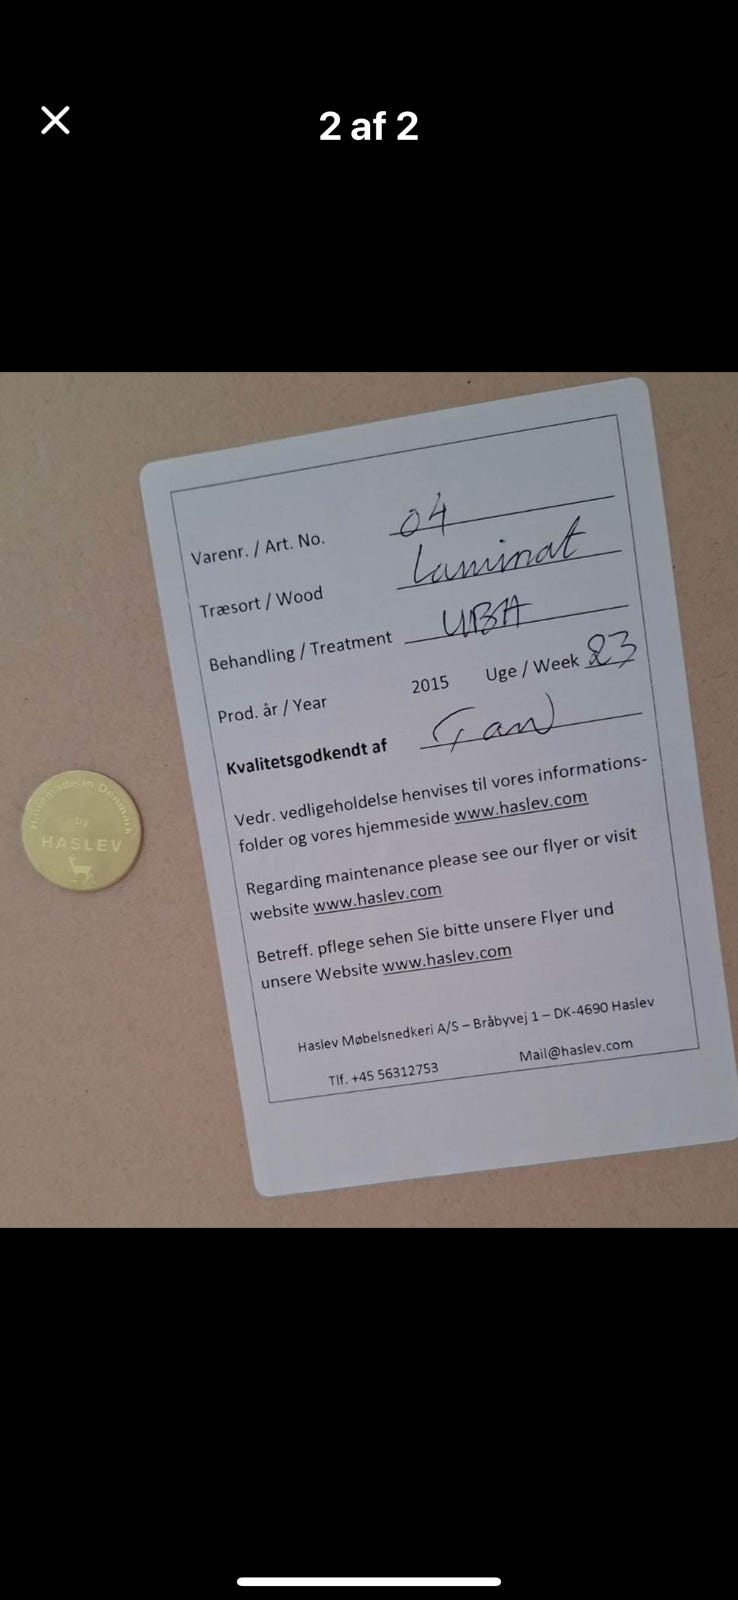 2 af 2
Varenr. / Art. No. 04
Træsort / Wood Laminat
Behandling / Treatment UBH
Prod. år / Year 2015 Uge / Week 23
Kvalitetsgodkendt af
Vedr. vedligeholdelse henvises til vores informations-
folder og vores hjemmeside www.haslev.com
Regarding maintenance please see our flyer or visit
website www.haslev.com
Betreff. pflege sehen Sie bitte unsere Flyer und
unsere Website www.haslev.com
Haslev Møbelsnedkeri A/S – Bråbyvej 1 – DK-4690 Haslev
Tlf. +45 56312753 Mail@haslev.com
Handmade in Denmark
by
HASLEV